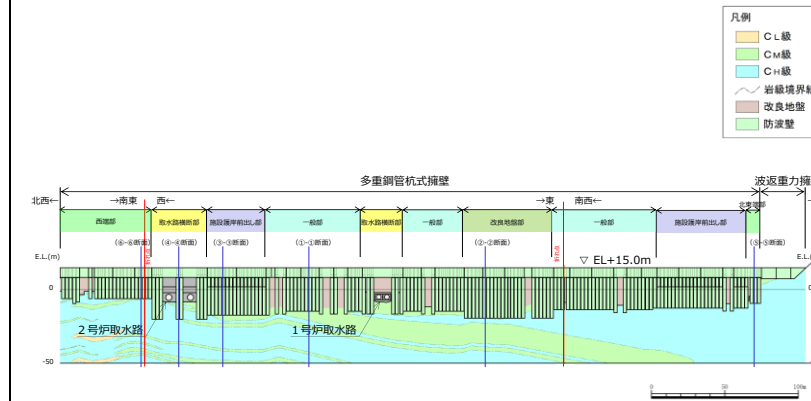 凡例
CL級
CM級
CH級
岩級境界線
改良地盤
防波壁
多重鋼管杭式擁壁
波返重力擁
北西← →南東 西← →東 南西←
西端部 取水路横断部 施設護岸前出し部 一般部 取水路横断部 一般部 改良地盤部 一般部 施設護岸前出し部 北東端部
(⑥-⑥断面) (④-④断面) (③-③断面) (①-①断面) (②-②断面) (⑤-⑤断面)
E.L.(m) ▽ EL+15.0m E.L.(
0
2号炉取水路 1号炉取水路
-50
0 50 100m